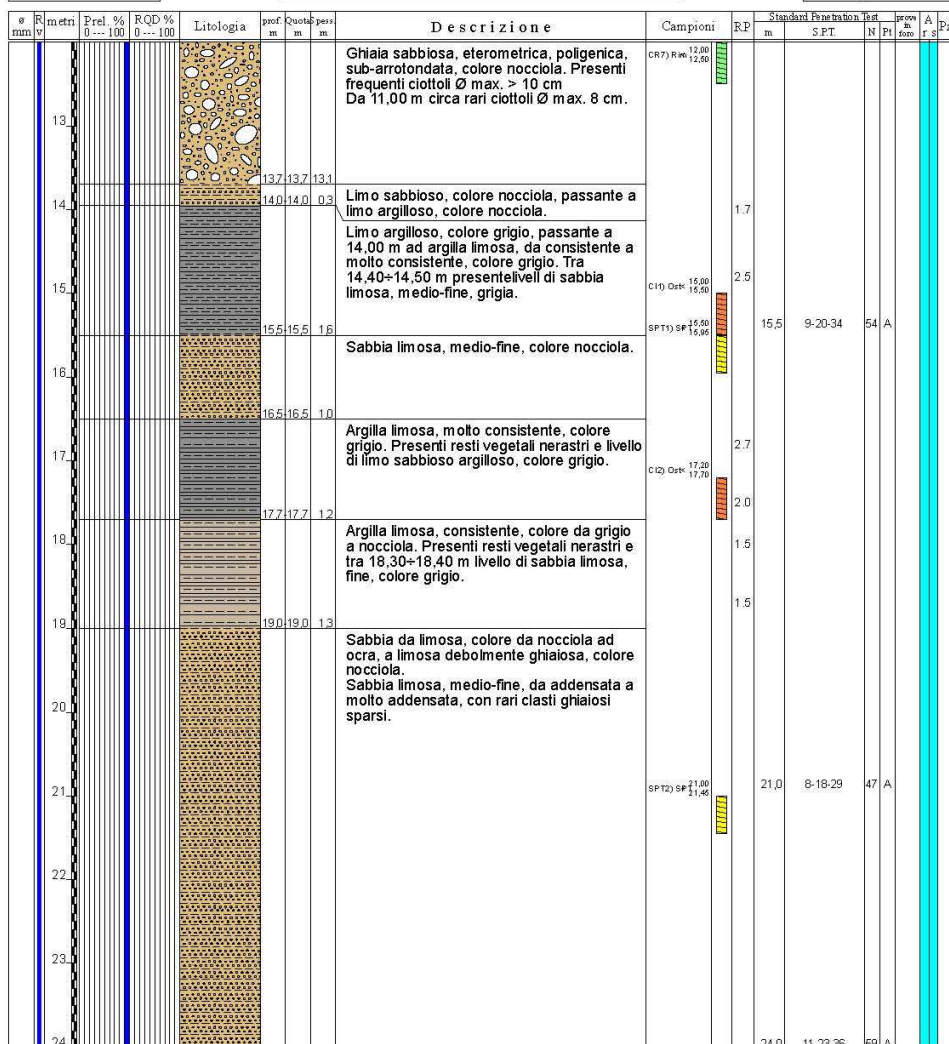 ø mm R v metri Prel. % 0 --- 100 RQD % 0 --- 100 Litologia prof. m Quota m Spess. m Descrizione Campioni RP Standard Penetration Test m S.P.T. N Pt prove in foro A r s Pz
Ghiaia sabbiosa, eterometrica, poligenica,
sub-arrotondata, colore nocciola. Presenti
frequenti ciottoli Ø max. > 10 cm
Da 11,00 m circa rari ciottoli Ø max. 8 cm.
CR7) Rim 12,00 12,50
13
13,7 -13,7 13,1
Limo sabbioso, colore nocciola, passante a
limo argilloso, colore nocciola.
14,0 -14,0 0,3
14
1.7
Limo argilloso, colore grigio, passante a
14,00 m ad argilla limosa, da consistente a
molto consistente, colore grigio. Tra
14,40÷14,50 m presentelivelli di sabbia
limosa, medio-fine, grigia.
2.5
CI1) Ost< 15,00 15,50
15
SPT1) SP 15,50 15,95
15,5 9-20-34 54 A
15,5 -15,5 1,6
Sabbia limosa, medio-fine, colore nocciola.
16
16,5 -16,5 1,0
Argilla limosa, molto consistente, colore
grigio. Presenti resti vegetali nerastri e livello
di limo sabbioso argilloso, colore grigio.
2.7
17
CI2) Ost< 17,20 17,70
2.0
17,7 -17,7 1,2
Argilla limosa, consistente, colore da grigio
a nocciola. Presenti resti vegetali nerastri e
tra 18,30÷18,40 m livello di sabbia limosa,
fine, colore grigio.
18
1.5
1.5
19
19,0 -19,0 1,3
Sabbia da limosa, colore da nocciola ad
ocra, a limosa debolmente ghiaiosa, colore
nocciola.
Sabbia limosa, medio-fine, da addensata a
molto addensata, con rari clasti ghiaiosi
sparsi.
20
SPT2) SP 21,00 21,45
21,0 8-18-29 47 A
21
22
23
24
24,0 11-23-36 59 A